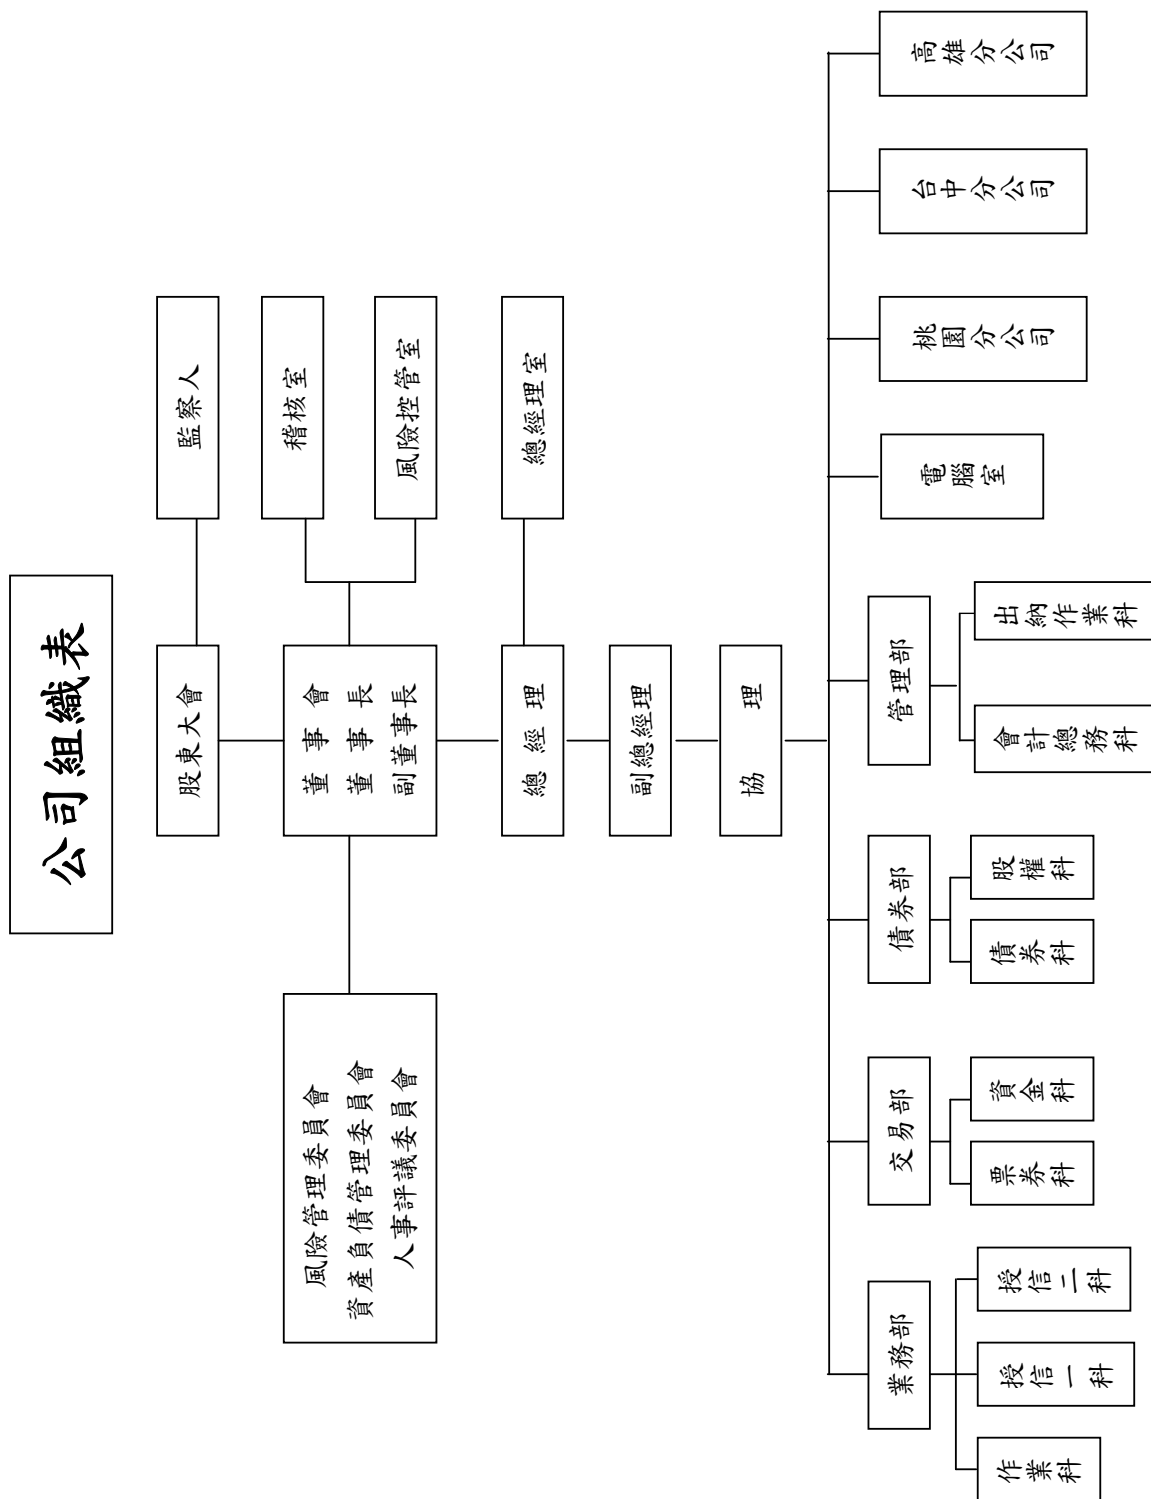 公司組織表
股東大會
監察人
董事會
董事長
副董事長
稽核室
風險控管室
風險管理委員會
資產負債管理委員會
人事評議委員會
總經理
總經理室
副總經理
協理
業務部
交易部
債券部
管理部
電腦室
桃園分公司
台中分公司
高雄分公司
作業科
授信一科
授信二科
票券科
資金科
債券科
股權科
會計總務科
出納作業科